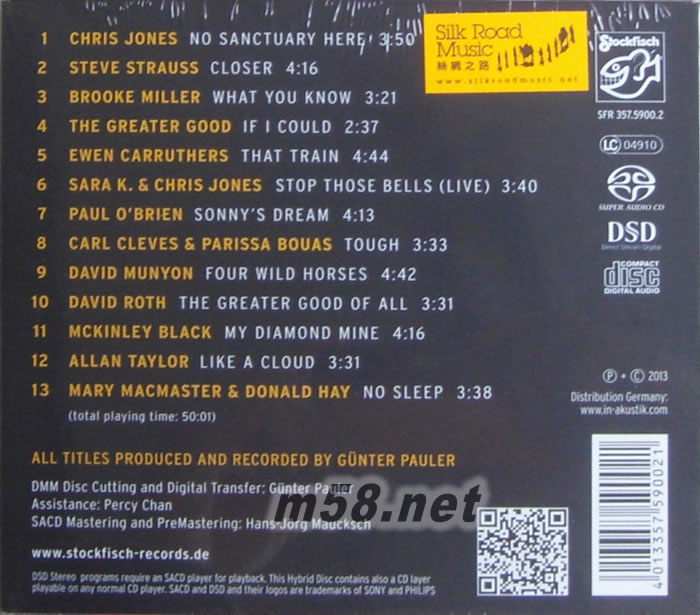 1 CHRIS JONES NO SANCTUARY HERE 3:50
2 STEVE STRAUSS CLOSER 4:16
3 BROOKE MILLER WHAT YOU KNOW 3:21
4 THE GREATER GOOD IF I COULD 2:37
5 EWEN CARRUTHERS THAT TRAIN 4:44
6 SARA K. & CHRIS JONES STOP THOSE BELLS (LIVE) 3:40
7 PAUL O'BRIEN SONNY'S DREAM 4:13
8 CARL CLEVES & PARISSA BOUAS TOUGH 3:33
9 DAVID MUNYON FOUR WILD HORSES 4:42
10 DAVID ROTH THE GREATER GOOD OF ALL 3:31
11 MCKINLEY BLACK MY DIAMOND MINE 4:16
12 ALLAN TAYLOR LIKE A CLOUD 3:31
13 MARY MACMASTER & DONALD HAY NO SLEEP 3:38
(total playing time: 50:01)
ALL TITLES PRODUCED AND RECORDED BY GÜNTER PAULER
DMM Disc Cutting and Digital Transfer: Günter Pauler
Assistance: Percy Chan
SACD Mastering and PreMastering: Hans-Jörg Maucksch
www.stockfisch-records.de
DSD Stereo programs require an SACD player for playback. This Hybrid Disc contains also a CD layer
playable on any normal CD player. SACD and DSD and their logos are trademarks of SONY and PHILIPS
m58.net
Silk Road
Music
絲綢之路
www.silkroadmusic.net
Stockfisch
SFR 357.5900.2
LC 04910
SUPER AUDIO CD
DSD
Direct Stream Digital
COMPACT
disc
DIGITAL AUDIO
Ⓟ + Ⓒ 2013
Distribution Germany:
www.in-akustik.com
4 013357 590021